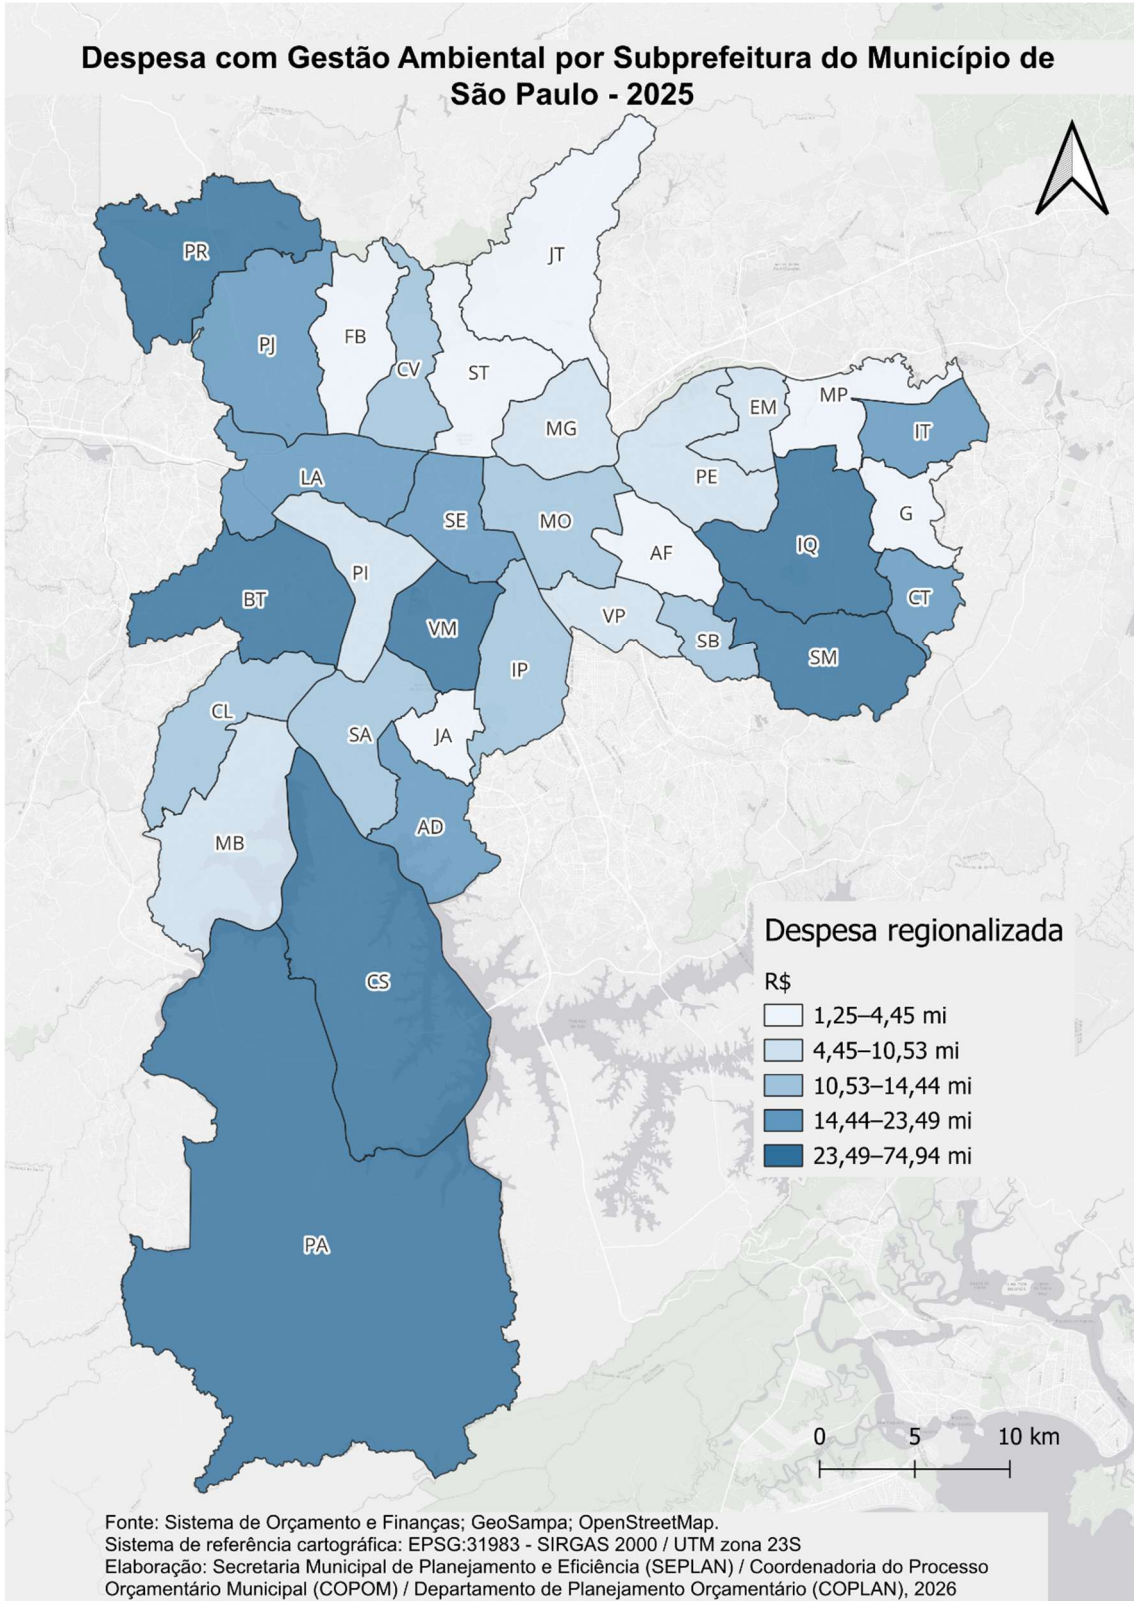 Despesa com Gestão Ambiental por Subprefeitura do Município de
São Paulo - 2025
PR
JT
PJ
FB
CV
ST
MP
EM
MG
IT
LA
PE
SE
MO
G
IQ
AF
PI
BT
CT
VP
VM
SB
SM
IP
CL
SA
JA
AD
MB
CS
PA
Despesa regionalizada
R$
1,25–4,45 mi
4,45–10,53 mi
10,53–14,44 mi
14,44–23,49 mi
23,49–74,94 mi
0 5 10 km
Fonte: Sistema de Orçamento e Finanças; GeoSampa; OpenStreetMap.
Sistema de referência cartográfica: EPSG:31983 - SIRGAS 2000 / UTM zona 23S
Elaboração: Secretaria Municipal de Planejamento e Eficiência (SEPLAN) / Coordenadoria do Processo
Orçamentário Municipal (COPOM) / Departamento de Planejamento Orçamentário (COPLAN), 2026